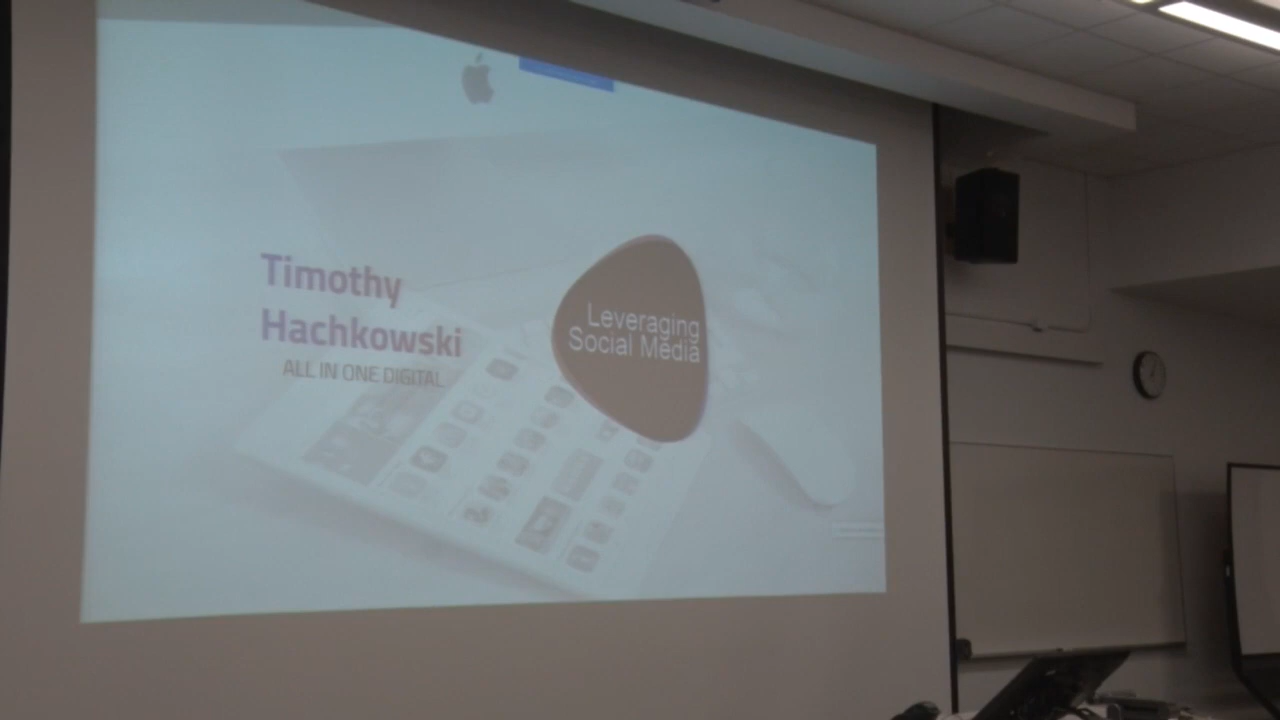 Timothy
Hachkowski
ALL IN ONE DIGITAL
Leveraging
Social Media